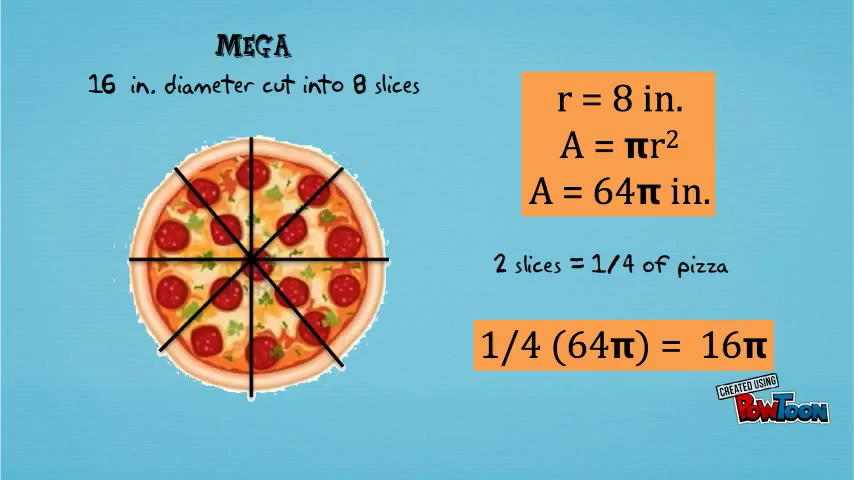 MEGA
16 in. diameter cut into 8 slices
r = 8 in.
A = πr²
A = 64π in.
2 slices = 1/4 of pizza
1/4 (64π) = 16π
CREATED USING
POWTOON